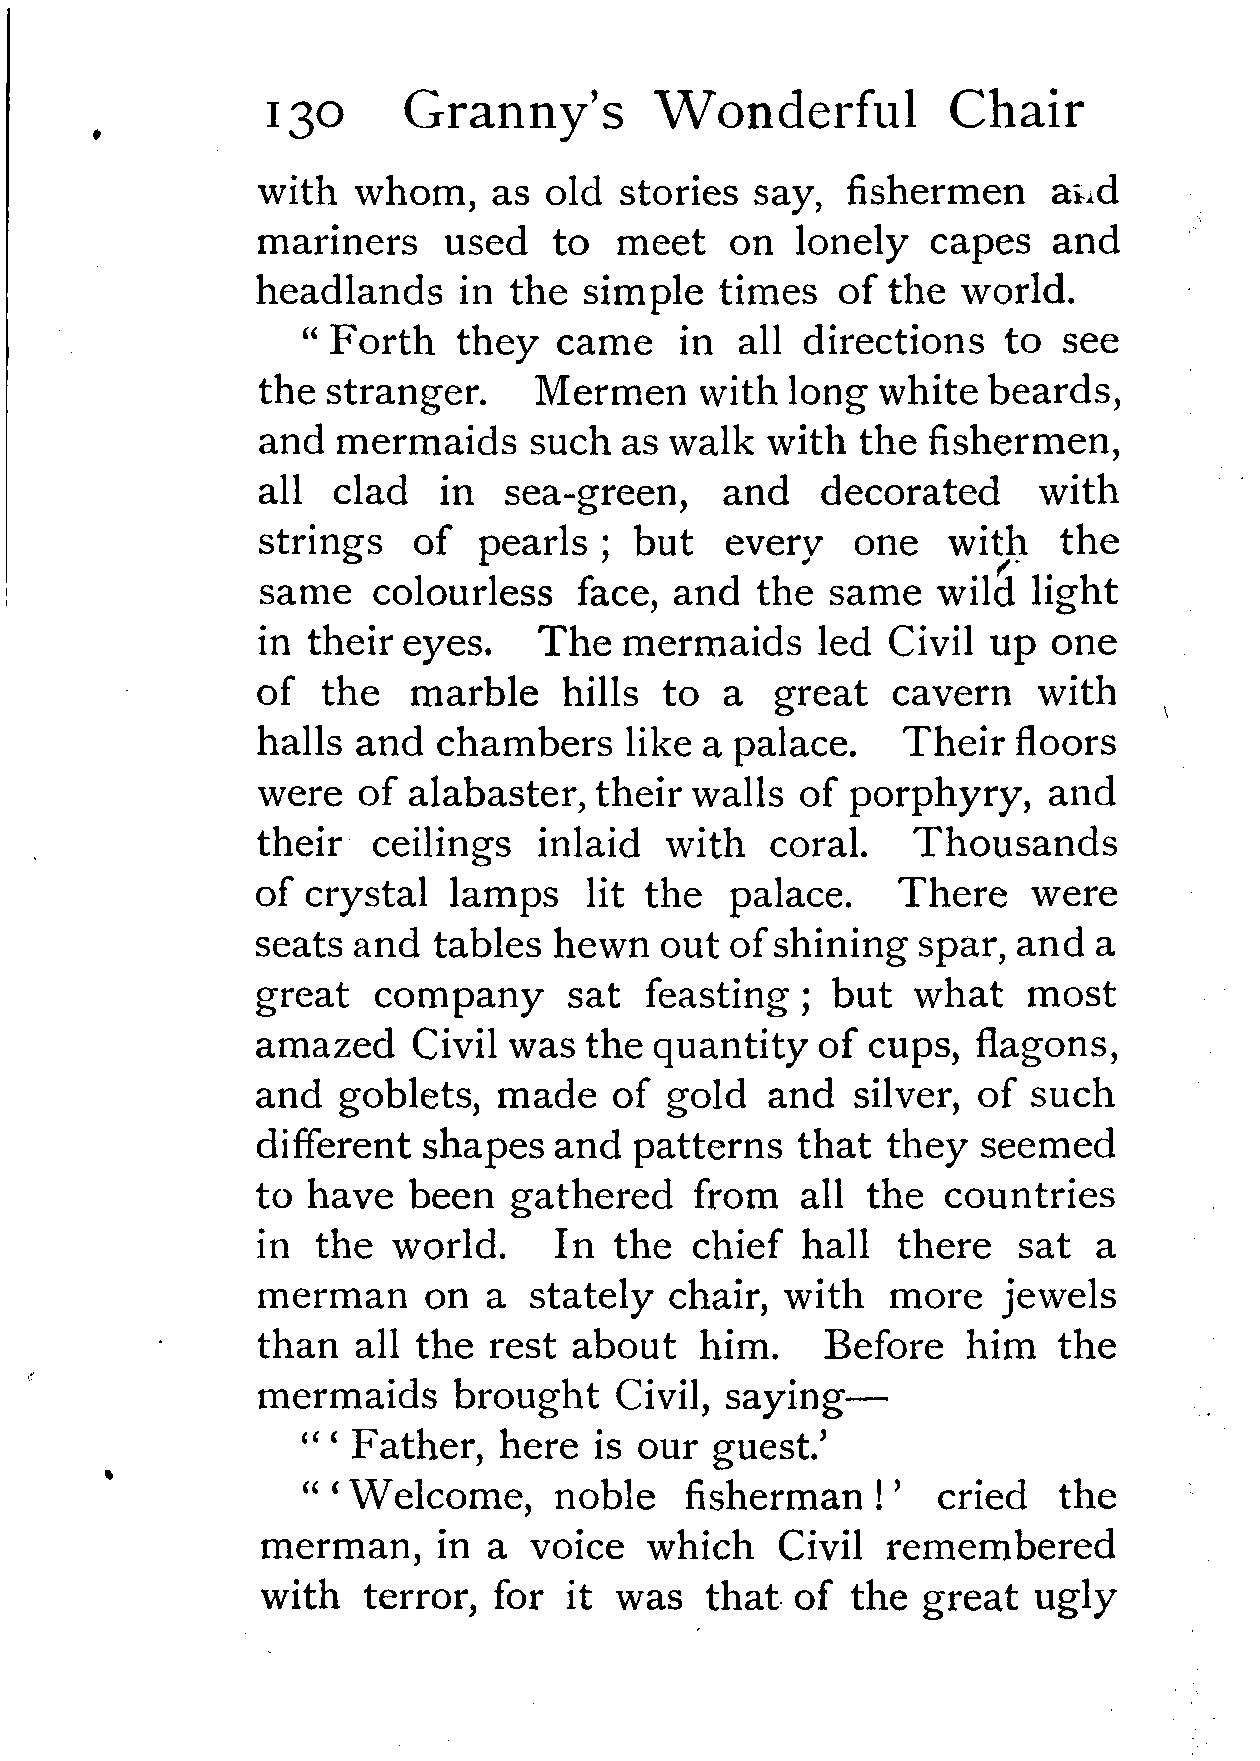 130 Granny's Wonderful Chair
with whom, as old stories say, fishermen and
mariners used to meet on lonely capes and
headlands in the simple times of the world.
" Forth they came in all directions to see
the stranger. Mermen with long white beards,
and mermaids such as walk with the fishermen,
all clad in sea-green, and decorated with
strings of pearls ; but every one with the
same colourless face, and the same wild light
in their eyes. The mermaids led Civil up one
of the marble hills to a great cavern with
halls and chambers like a palace. Their floors
were of alabaster, their walls of porphyry, and
their ceilings inlaid with coral. Thousands
of crystal lamps lit the palace. There were
seats and tables hewn out of shining spar, and a
great company sat feasting ; but what most
amazed Civil was the quantity of cups, flagons,
and goblets, made of gold and silver, of such
different shapes and patterns that they seemed
to have been gathered from all the countries
in the world. In the chief hall there sat a
merman on a stately chair, with more jewels
than all the rest about him. Before him the
mermaids brought Civil, saying—
" ' Father, here is our guest.'
" ' Welcome, noble fisherman ! ' cried the
merman, in a voice which Civil remembered
with terror, for it was that of the great ugly